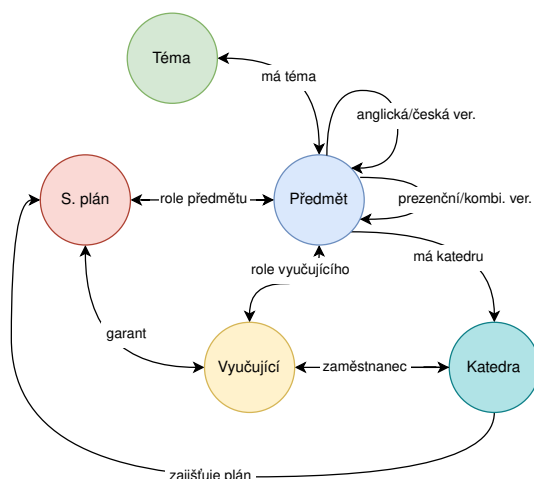 Téma
má téma
anglická/česká ver.
S. plán
role předmětu
Předmět
prezenční/kombi. ver.
má katedru
role vyučujícího
garant
Vyučující
zaměstnanec
Katedra
zajišťuje plán